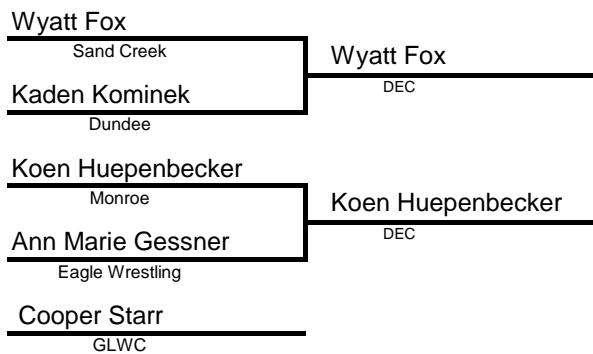 Wyatt Fox
Sand Creek
Wyatt Fox
DEC
Kaden Kominek
Dundee
Koen Huepenbecker
Monroe
Koen Huepenbecker
DEC
Ann Marie Gessner
Eagle Wrestling
Cooper Starr
GLWC